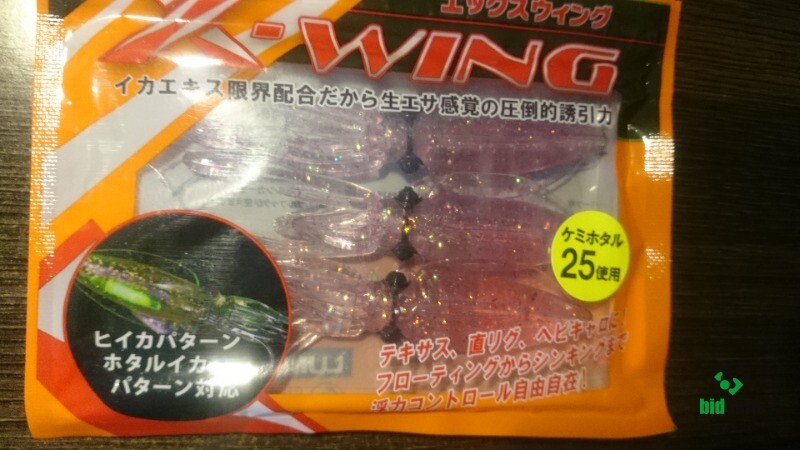 エックスウイング
X-WING
イカエキス限界配合だから生エサ感覚の圧倒的誘引力
ケミホタル
25使用
ヒイカパターン
ホタルイカ
パターン対応
テキサス、直リグ、ヘビキャロに!
フローティングからシンキングまで
浮力コントロール自由自在!
LUM
bid